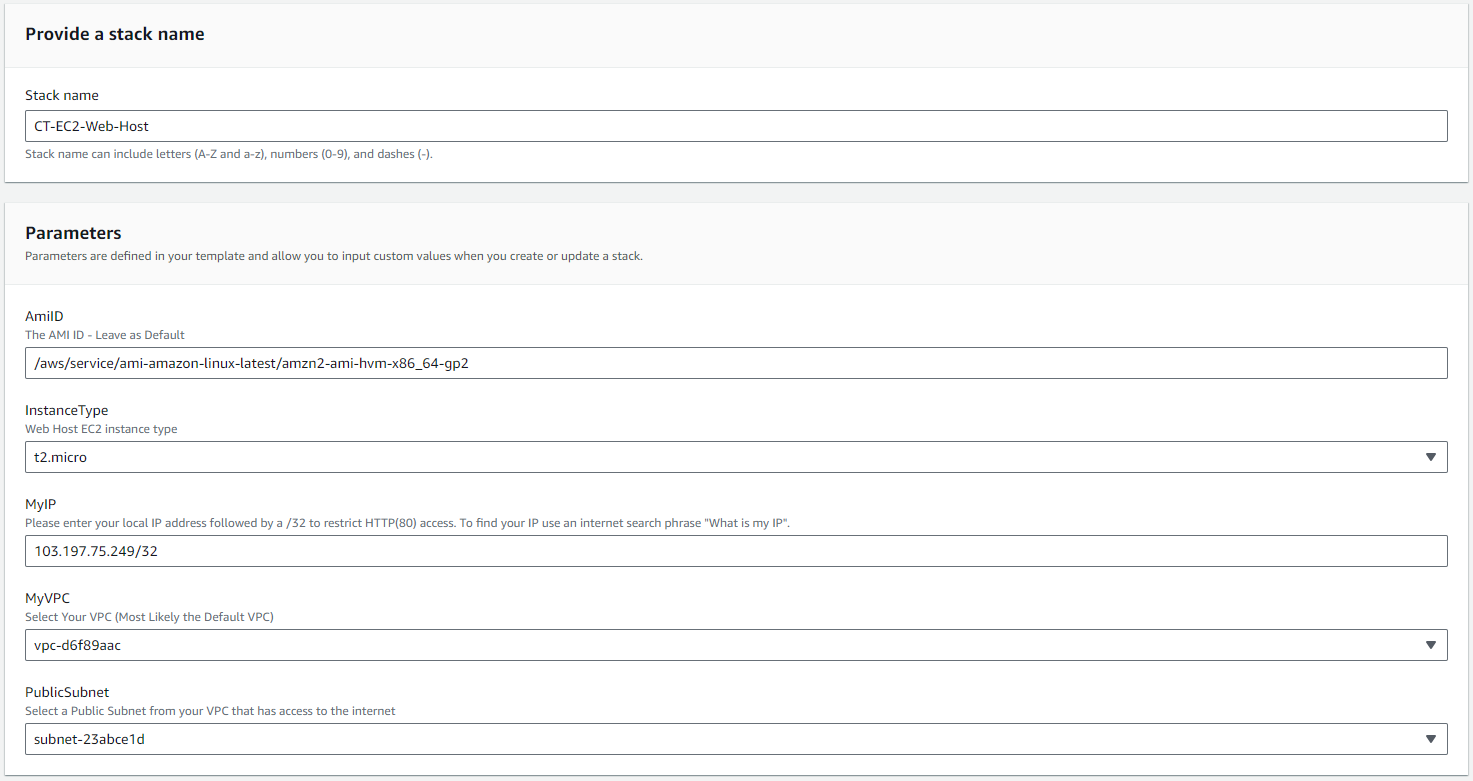 Provide a stack name
Stack name
CT-EC2-Web-Host
Stack name can include letters (A-Z and a-z), numbers (0-9), and dashes (-).
Parameters
Parameters are defined in your template and allow you to input custom values when you create or update a stack.
AmiID
The AMI ID - Leave as Default
/aws/service/ami-amazon-linux-latest/amzn2-ami-hvm-x86_64-gp2
InstanceType
Web Host EC2 instance type
t2.micro
MyIP
Please enter your local IP address followed by a /32 to restrict HTTP(80) access. To find your IP use an internet search phrase "What is my IP".
103.197.75.249/32
MyVPC
Select Your VPC (Most Likely the Default VPC)
vpc-d6f89aac
PublicSubnet
Select a Public Subnet from your VPC that has access to the internet
subnet-23abce1d